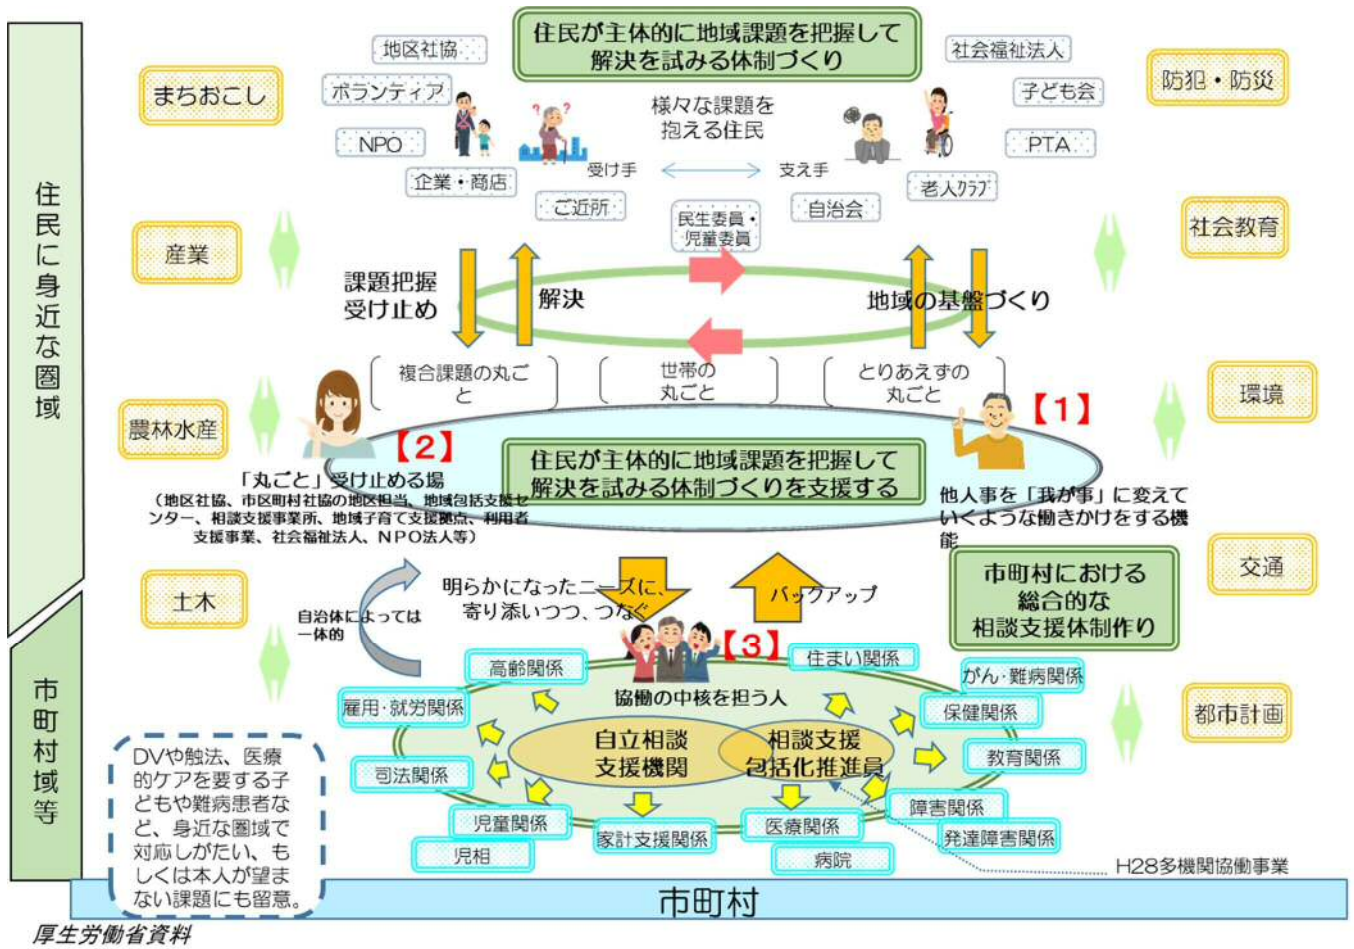 住民に身近な圏域
市町村域等
住民が主体的に地域課題を把握して
解決を試みる体制づくり
地区社協
ボランティア
NPO
企業・商店
ご近所
様々な課題を
抱える住民
受け手
支え手
民生委員・
児童委員
自治会
社会福祉法人
子ども会
PTA
老人クラブ
まちおこし
産業
農林水産
土木
防犯・防災
社会教育
環境
交通
都市計画
課題把握
受け止め
解決
地域の基盤づくり
複合課題の丸ご
と
世帯の
丸ごと
とりあえずの
丸ごと
【1】
【2】
住民が主体的に地域課題を把握して
解決を試みる体制づくりを支援する
「丸ごと」受け止める場
（地区社協、市区町村社協の地区担当、地域包括支援セ
ンター、相談支援事業所、地域子育て支援拠点、利用者
支援事業、社会福祉法人、NPO法人等）
他人事を「我が事」に変えて
いくような働きかけをする機
能
明らかになったニーズに、
寄り添いつつ、つなぐ
バックアップ
自治体によっては
一体的
市町村における
総合的な
相談支援体制作り
【3】
協働の中核を担う人
自立相談
支援機関
相談支援
包括化推進員
高齢関係
住まい関係
がん・難病関係
保健関係
雇用・就労関係
教育関係
司法関係
障害関係
発達障害関係
児童関係
児相
家計支援関係
医療関係
病院
H28多機関協働事業
DVや触法、医療
的ケアを要する子
どもや難病患者な
ど、身近な圏域で
対応しがたい、も
しくは本人が望ま
ない課題にも留意。
市町村
厚生労働省資料